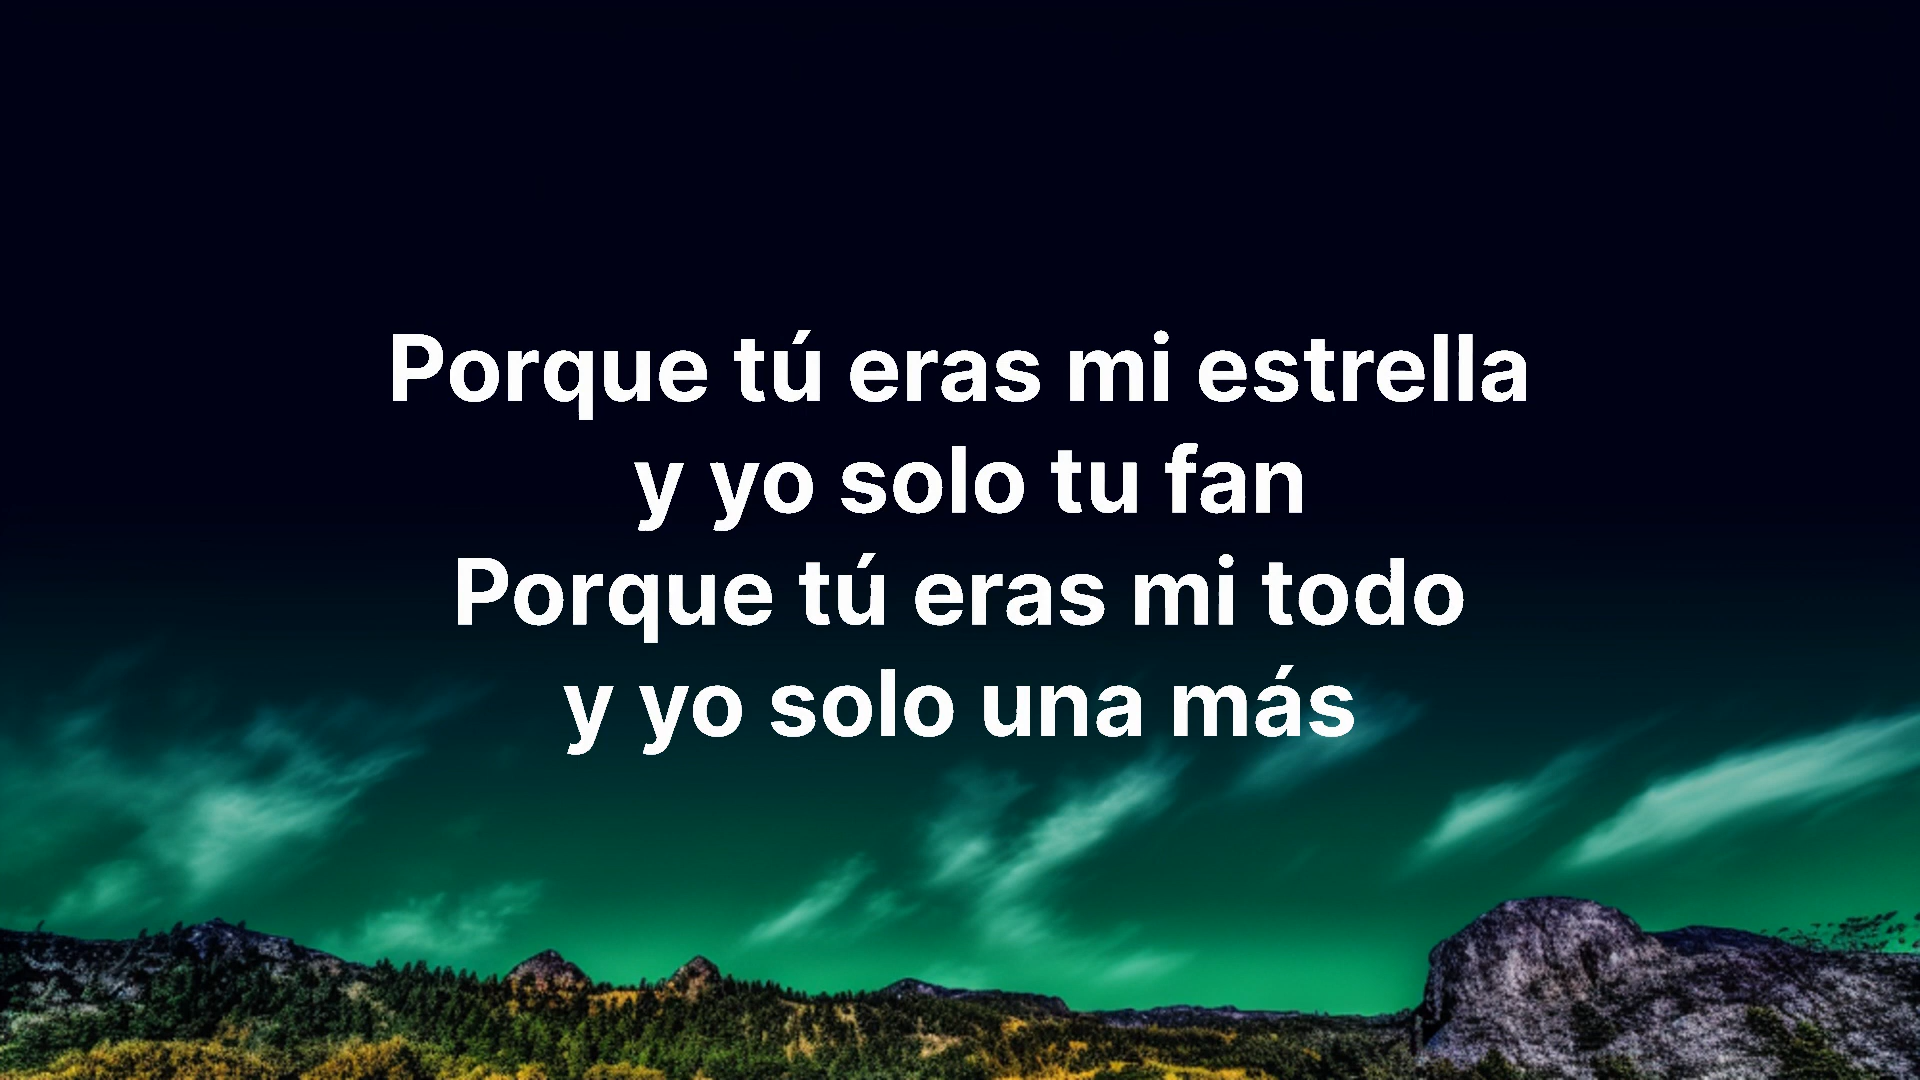 Porque tú eras mi estrella
y yo solo tu fan
Porque tú eras mi todo
y yo solo una más